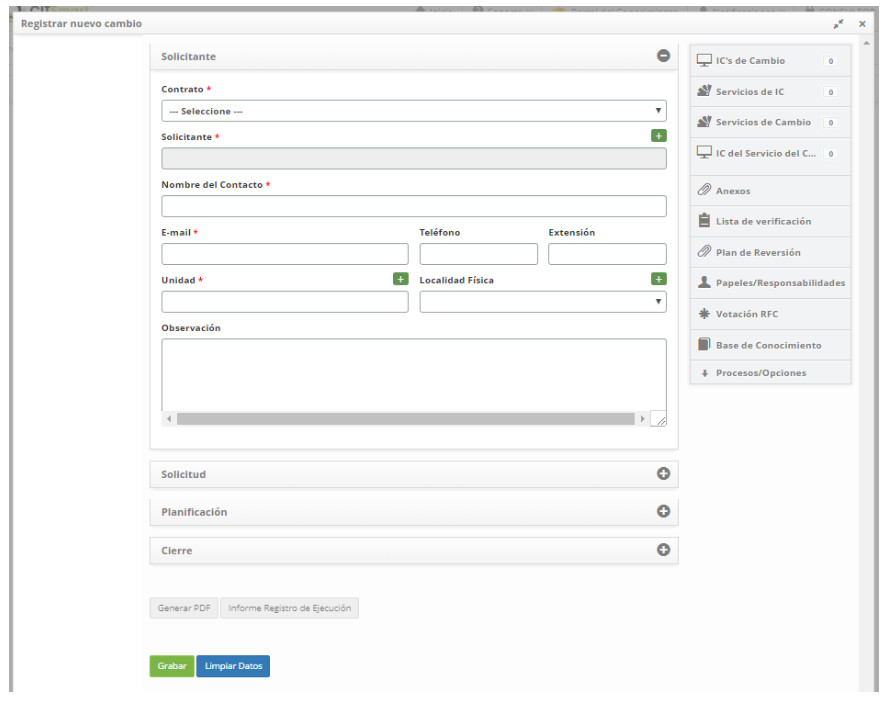 Registrar nuevo cambio
Solicitante
Contrato *
--- Seleccione ---
Solicitante *
Nombre del Contacto *
E-mail *
Teléfono
Extensión
Unidad *
Localidad Física
Observación
Solicitud
Planificación
Cierre
Generar PDF
Informe Registro de Ejecución
Grabar
Limpiar Datos
IC's de Cambio 0
Servicios de IC 0
Servicios de Cambio 0
IC del Servicio del C... 0
Anexos
Lista de verificación
Plan de Reversión
Papeles/Responsabilidades
Votación RFC
Base de Conocimiento
Procesos/Opciones